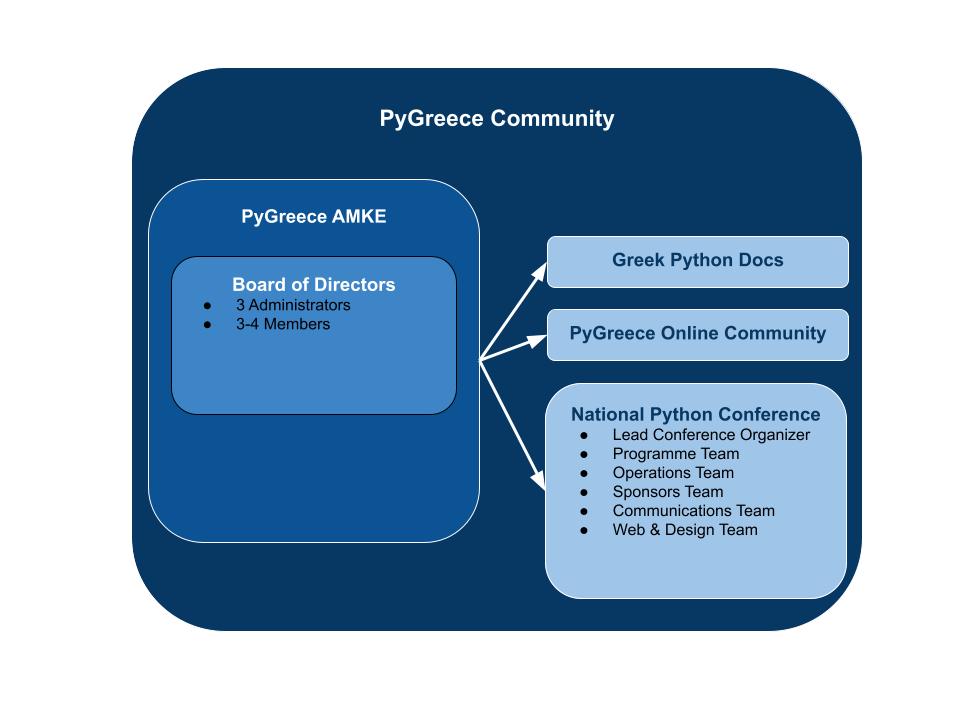 PyGreece Community
PyGreece AMKE
Board of Directors
● 3 Administrators
● 3-4 Members
Greek Python Docs
PyGreece Online Community
National Python Conference
● Lead Conference Organizer
● Programme Team
● Operations Team
● Sponsors Team
● Communications Team
● Web & Design Team